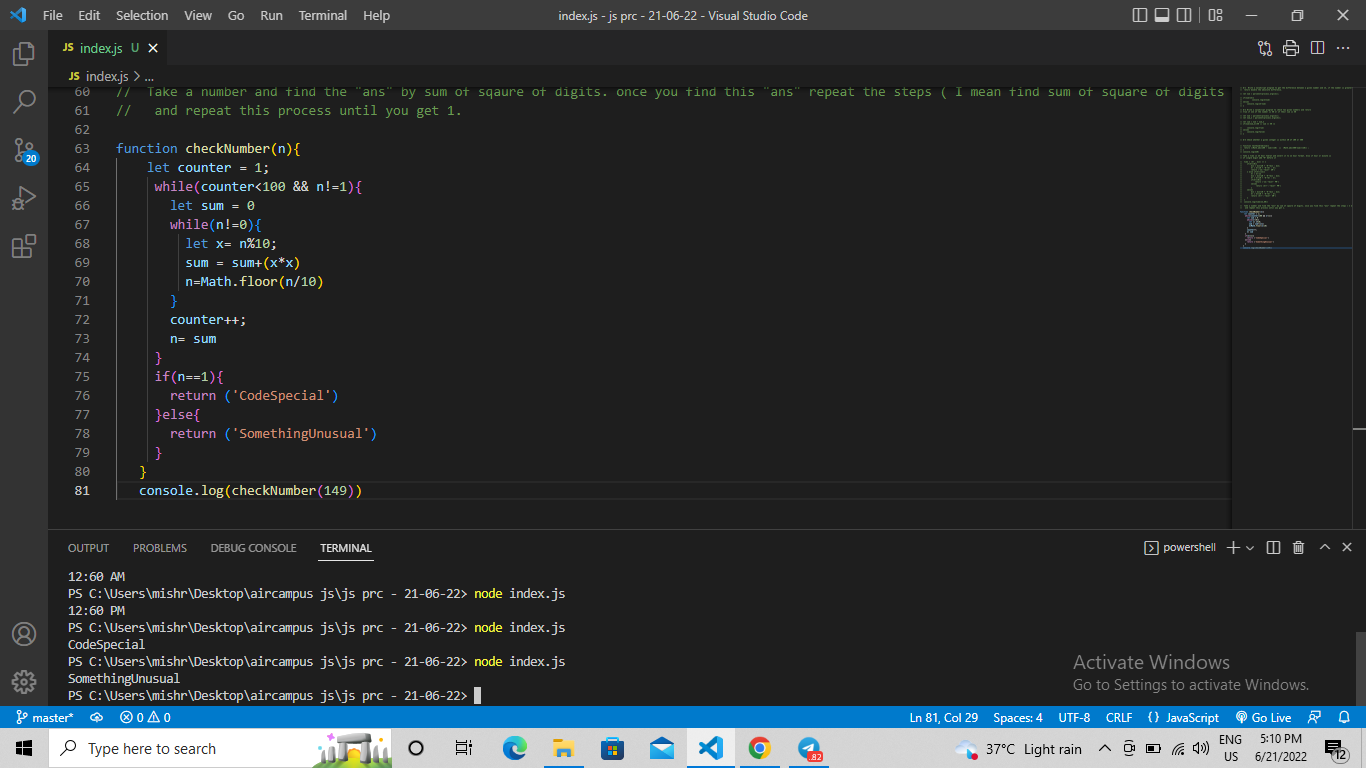 File Edit Selection View Go Run Terminal Help index.js - js prc - 21-06-22 - Visual Studio Code
JS index.js U
JS index.js > ...
60 // Take a number and find the "ans" by sum of sqaure of digits. once you find this "ans" repeat the steps ( I mean find sum of square of digits
61 // and repeat this process until you get 1.
62
63 function checkNumber(n){
64 let counter = 1;
65 while(counter<100 && n!=1){
66 let sum = 0
67 while(n!=0){
68 let x= n%10;
69 sum = sum+(x*x)
70 n=Math.floor(n/10)
71 }
72 counter++;
73 n= sum
74 }
75 if(n==1){
76 return ('CodeSpecial')
77 }else{
78 return ('SomethingUnusual')
79 }
80 }
81 console.log(checkNumber(149))
20
OUTPUT PROBLEMS DEBUG CONSOLE TERMINAL powershell
12:60 AM
PS C:\Users\mishr\Desktop\aircampus js\js prc - 21-06-22> node index.js
12:60 PM
PS C:\Users\mishr\Desktop\aircampus js\js prc - 21-06-22> node index.js
CodeSpecial
PS C:\Users\mishr\Desktop\aircampus js\js prc - 21-06-22> node index.js
SomethingUnusual
PS C:\Users\mishr\Desktop\aircampus js\js prc - 21-06-22>
Activate Windows
Go to Settings to activate Windows.
master* 0 0 Ln 81, Col 29 Spaces: 4 UTF-8 CRLF {} JavaScript Go Live
Type here to search .82 37°C Light rain ENG US 5:10 PM 6/21/2022 12